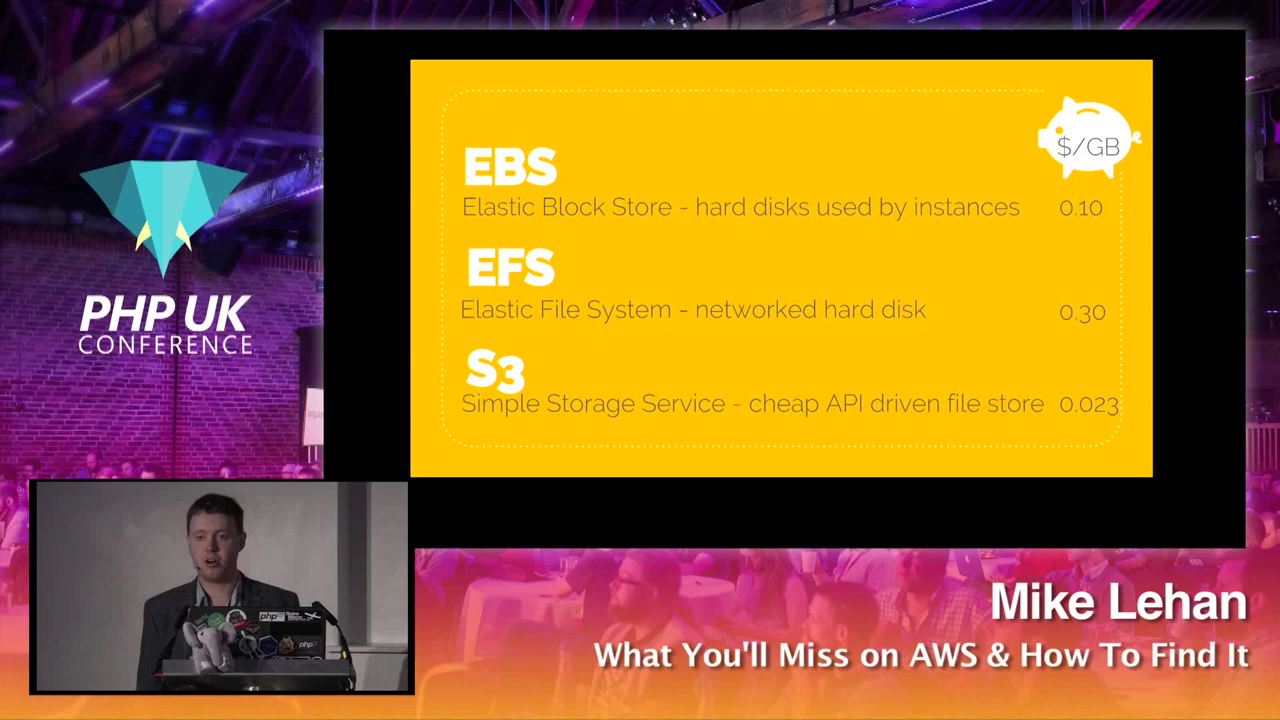 $/GB
EBS
Elastic Block Store - hard disks used by instances 0.10
EFS
Elastic File System - networked hard disk 0.30
S3
Simple Storage Service - cheap API driven file store 0.023
PHP UK
CONFERENCE
php
php
Mike Lehan
What You'll Miss on AWS & How To Find It